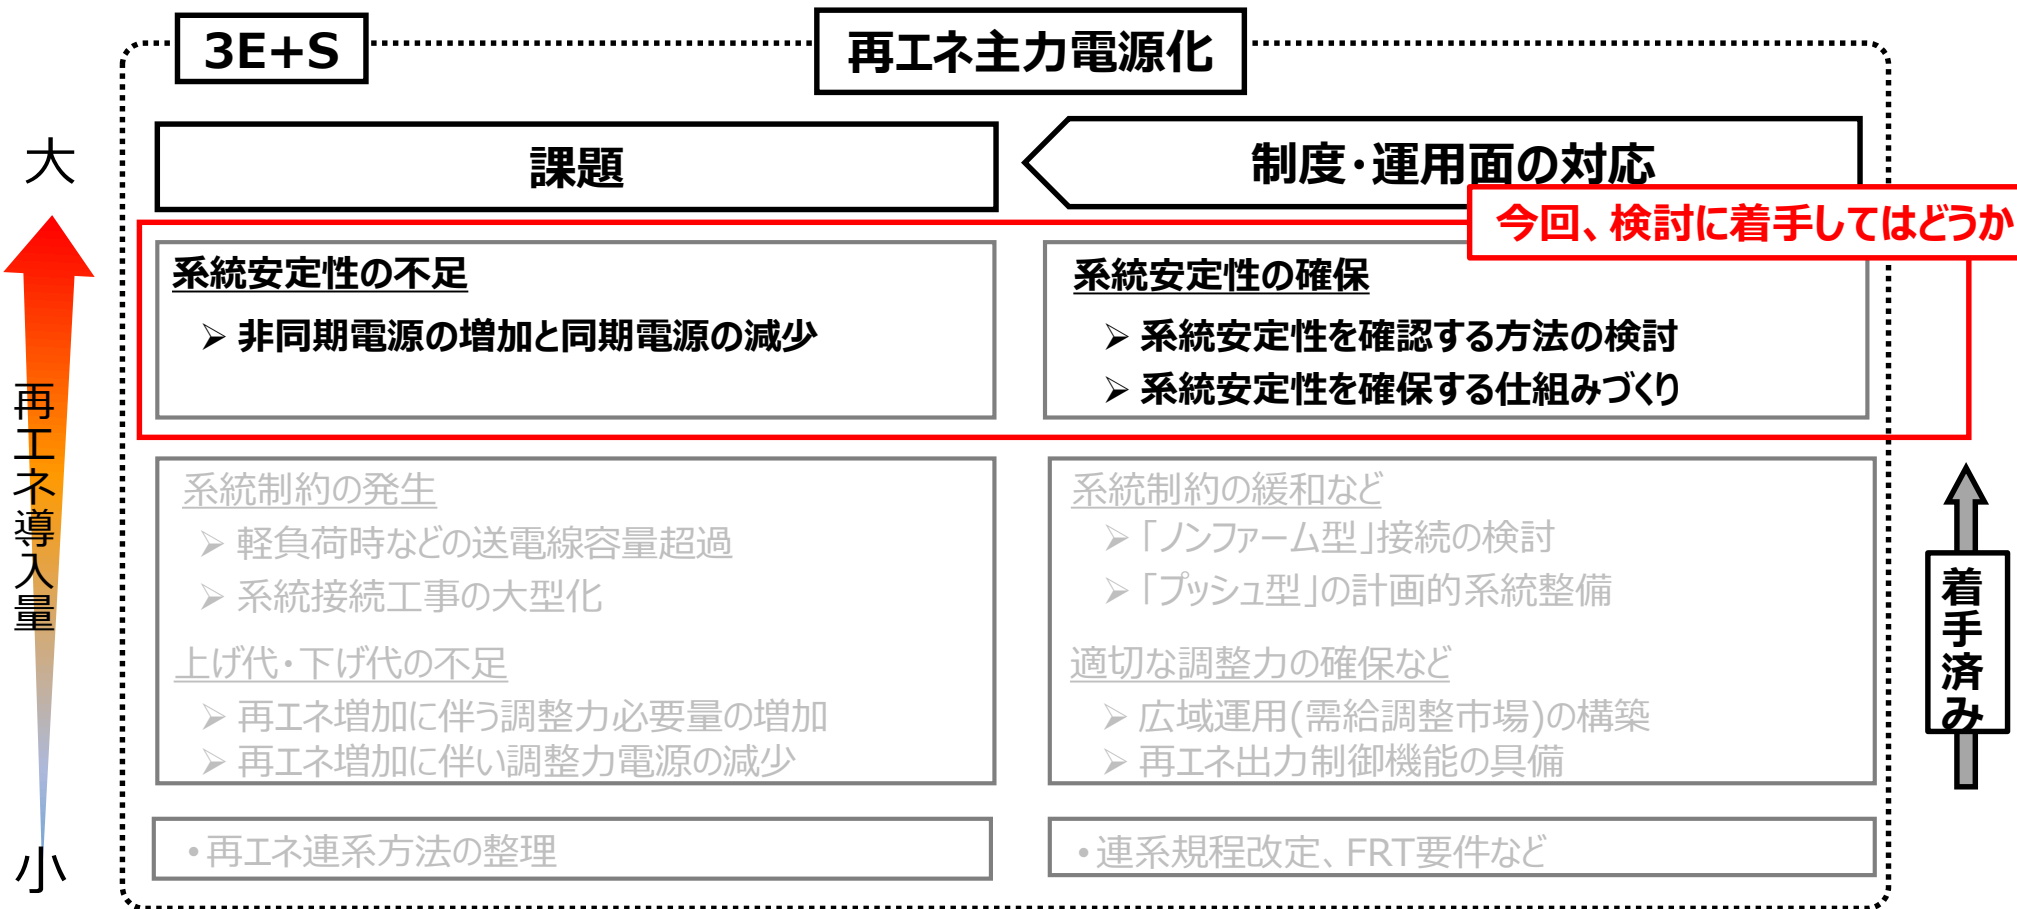 3E+S
再エネ主力電源化
大
課題
制度・運用面の対応
今回、検討に着手してはどうか
系統安定性の不足
➢ 非同期電源の増加と同期電源の減少
系統安定性の確保
➢ 系統安定性を確認する方法の検討
➢ 系統安定性を確保する仕組みづくり
再エネ導入量
系統制約の発生
➢ 軽負荷時などの送電線容量超過
➢ 系統接続工事の大型化
上げ代・下げ代の不足
➢ 再エネ増加に伴う調整力必要量の増加
➢ 再エネ増加に伴い調整力電源の減少
系統制約の緩和など
➢ 「ノンファーム型」接続の検討
➢ 「プッシュ型」の計画的系統整備
適切な調整力の確保など
➢ 広域運用(需給調整市場)の構築
➢ 再エネ出力制御機能の具備
着手済み
小
•再エネ連系方法の整理
•連系規程改定、FRT要件など